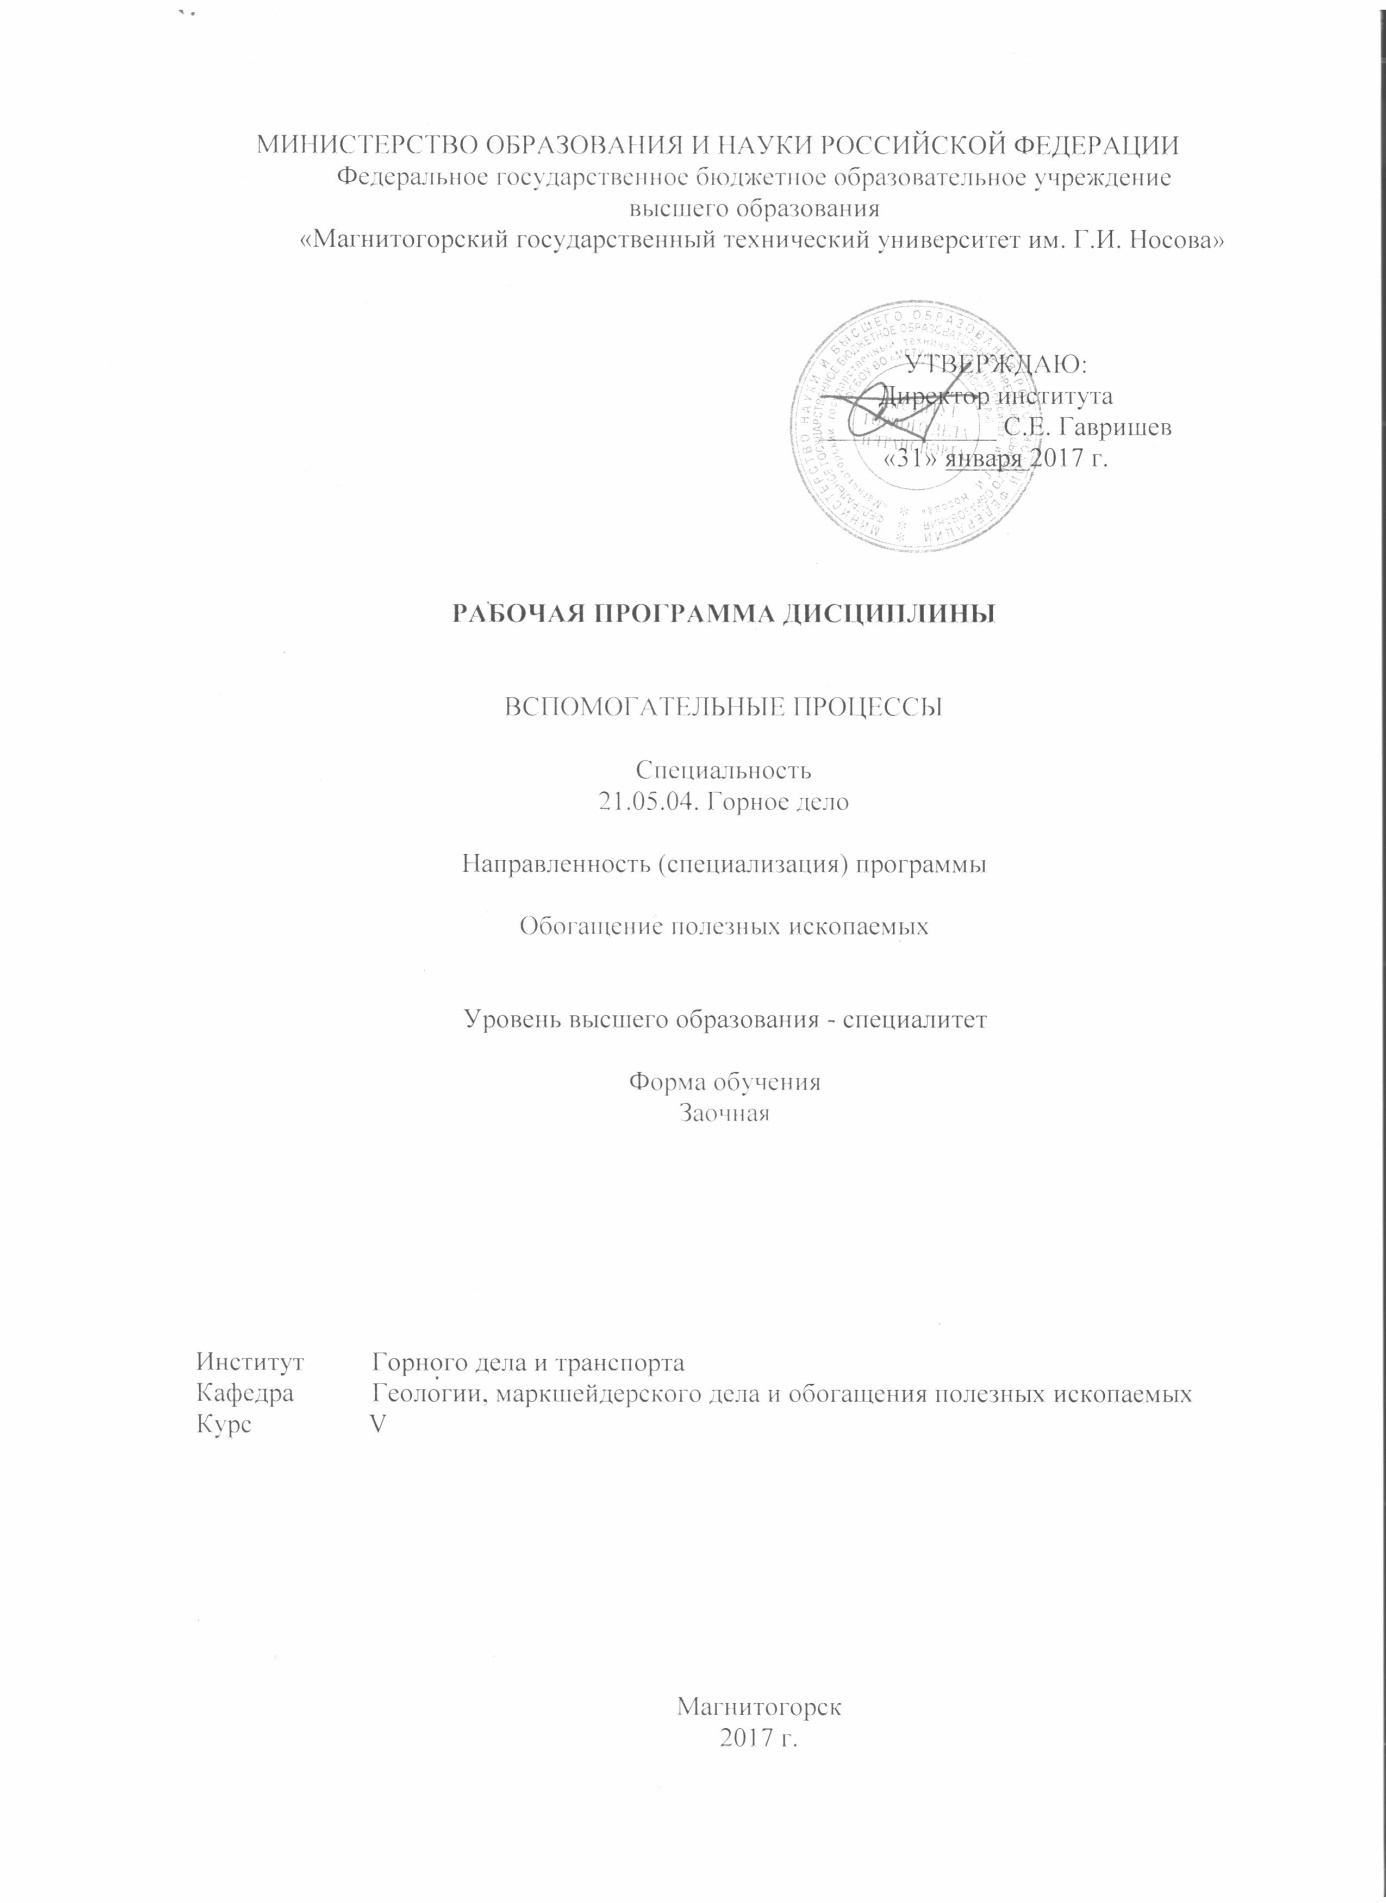 МИНИСТЕРСТВО ОБРАЗОВАНИЯ И НАУКИ РОССИЙСКОЙ ФЕДЕРАЦИИ
Федеральное государственное бюджетное образовательное учреждение
высшего образования
«Магнитогорский государственный технический университет им. Г.И. Носова»
УТВЕРЖДАЮ:
Директор института
С.Е. Гавришев
«31» января 2017 г.
РАБОЧАЯ ПРОГРАММА ДИСЦИПЛИНЫ
ВСПОМОГАТЕЛЬНЫЕ ПРОЦЕССЫ
Специальность
21.05.04. Горное дело
Направленность (специализация) программы
Обогащение полезных ископаемых
Уровень высшего образования - специалитет
Форма обучения
Заочная
Институт Горного дела и транспорта
Кафедра Геологии, маркшейдерского дела и обогащения полезных ископаемых
Курс V
Магнитогорск
2017 г.